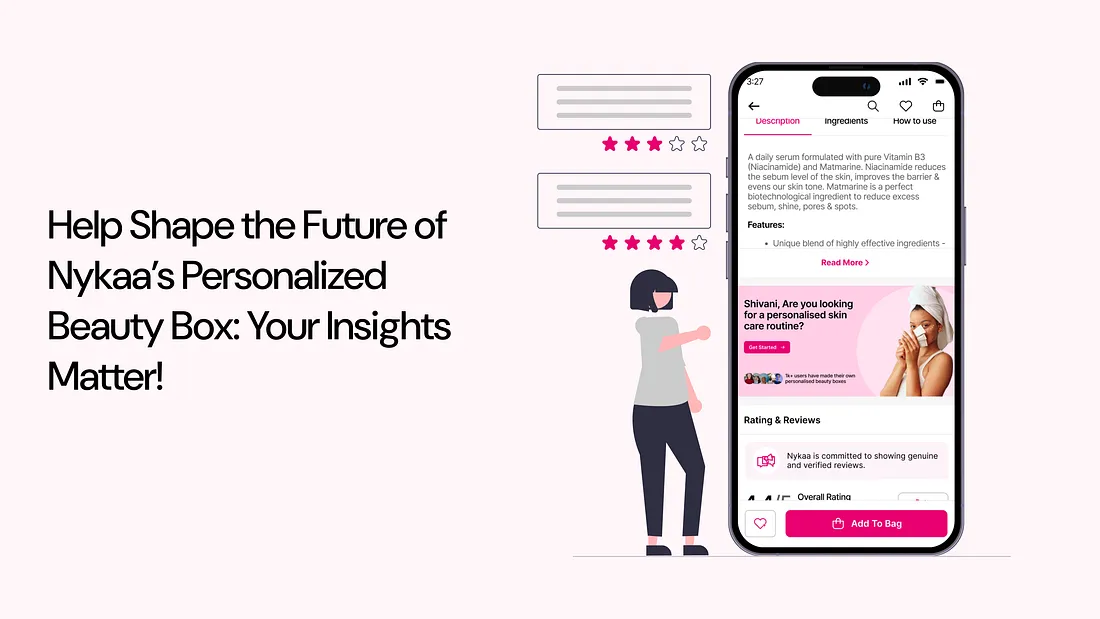 Help Shape the Future of
Nykaa's Personalized
Beauty Box: Your Insights
Matter!
3:27
Description
Ingredients
How to use
A daily serum formulated with pure Vitamin B3
(Niacinamide) and Matmarine. Niacinamide reduces
the sebum level of the skin, improves the barrier &
evens our skin tone. Matmarine is a perfect
biotechnological ingredient to reduce excess
sebum, shine, pores & spots.
Features:
• Unique blend of highly effective ingredients -
Read More >
Shivani, Are you looking
for a personalised skin
care routine?
Get Started →
1k+ users have made their own
personalised beauty boxes
Rating & Reviews
Nykaa is committed to showing genuine
and verified reviews.
4.4/5
Overall Rating
Add To Bag